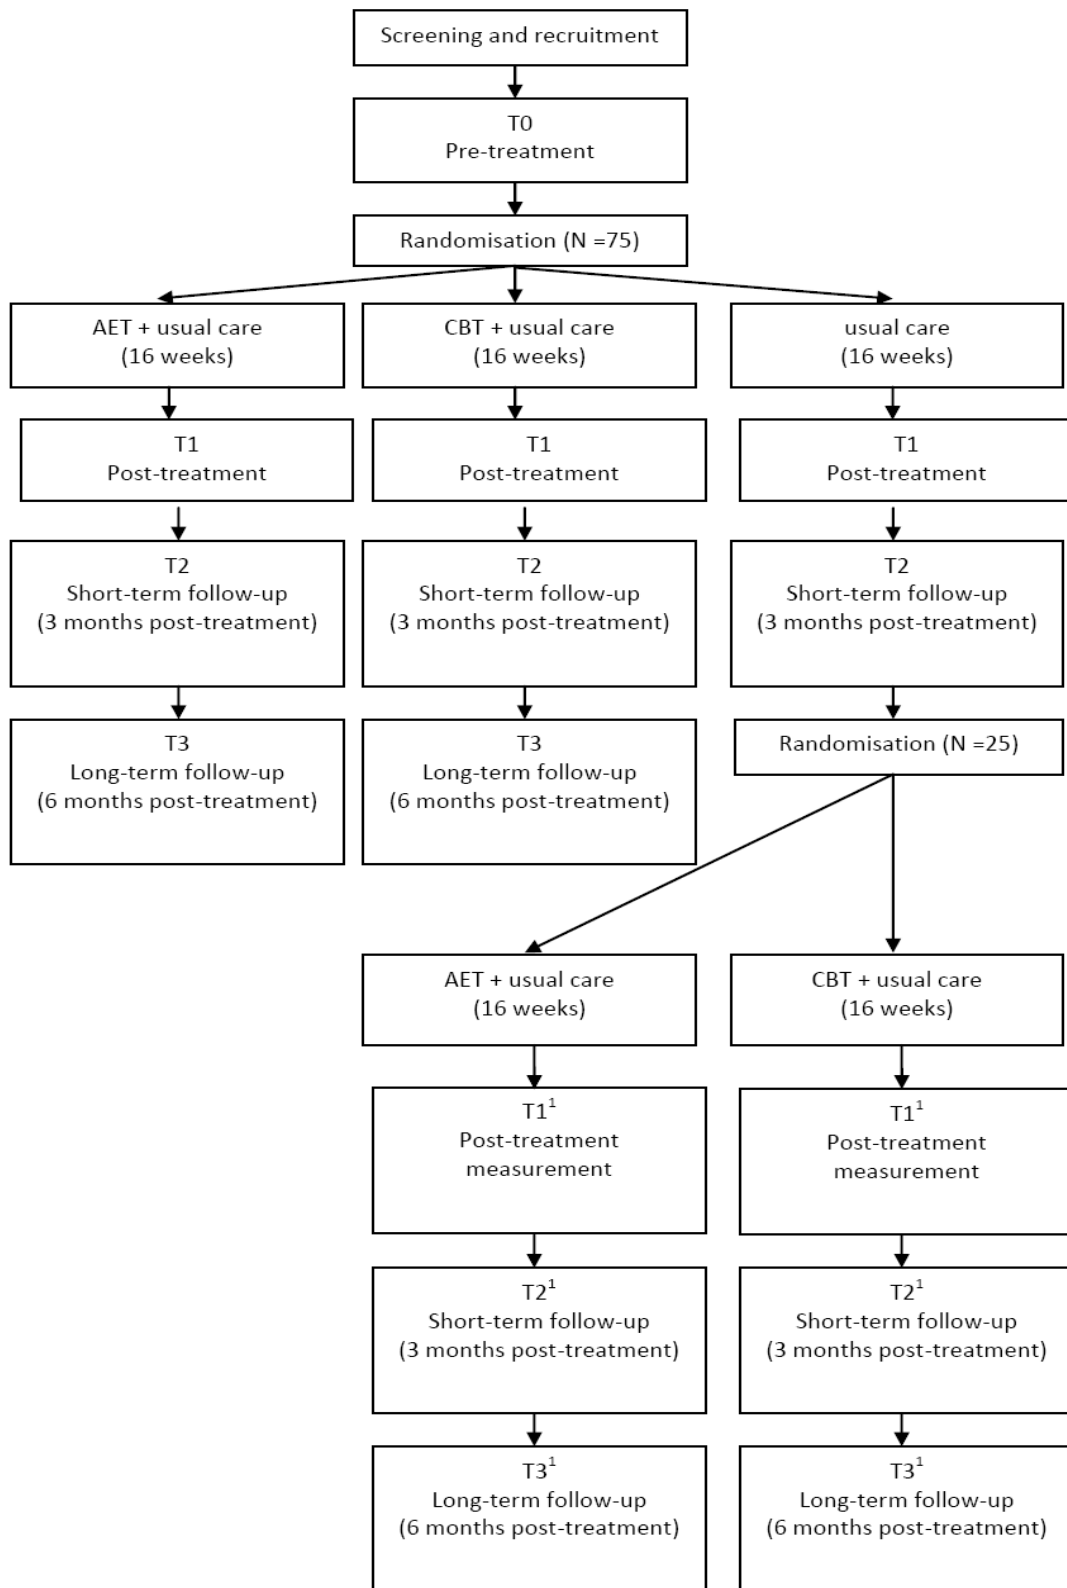 Screening and recruitment
T0
Pre-treatment
Randomisation (N =75)
AET + usual care
(16 weeks)
CBT + usual care
(16 weeks)
usual care
(16 weeks)
T1
Post-treatment
T1
Post-treatment
T1
Post-treatment
T2
Short-term follow-up
(3 months post-treatment)
T2
Short-term follow-up
(3 months post-treatment)
T2
Short-term follow-up
(3 months post-treatment)
T3
Long-term follow-up
(6 months post-treatment)
T3
Long-term follow-up
(6 months post-treatment)
Randomisation (N =25)
AET + usual care
(16 weeks)
CBT + usual care
(16 weeks)
T1¹
Post-treatment
measurement
T1¹
Post-treatment
measurement
T2¹
Short-term follow-up
(3 months post-treatment)
T2¹
Short-term follow-up
(3 months post-treatment)
T3¹
Long-term follow-up
(6 months post-treatment)
T3¹
Long-term follow-up
(6 months post-treatment)